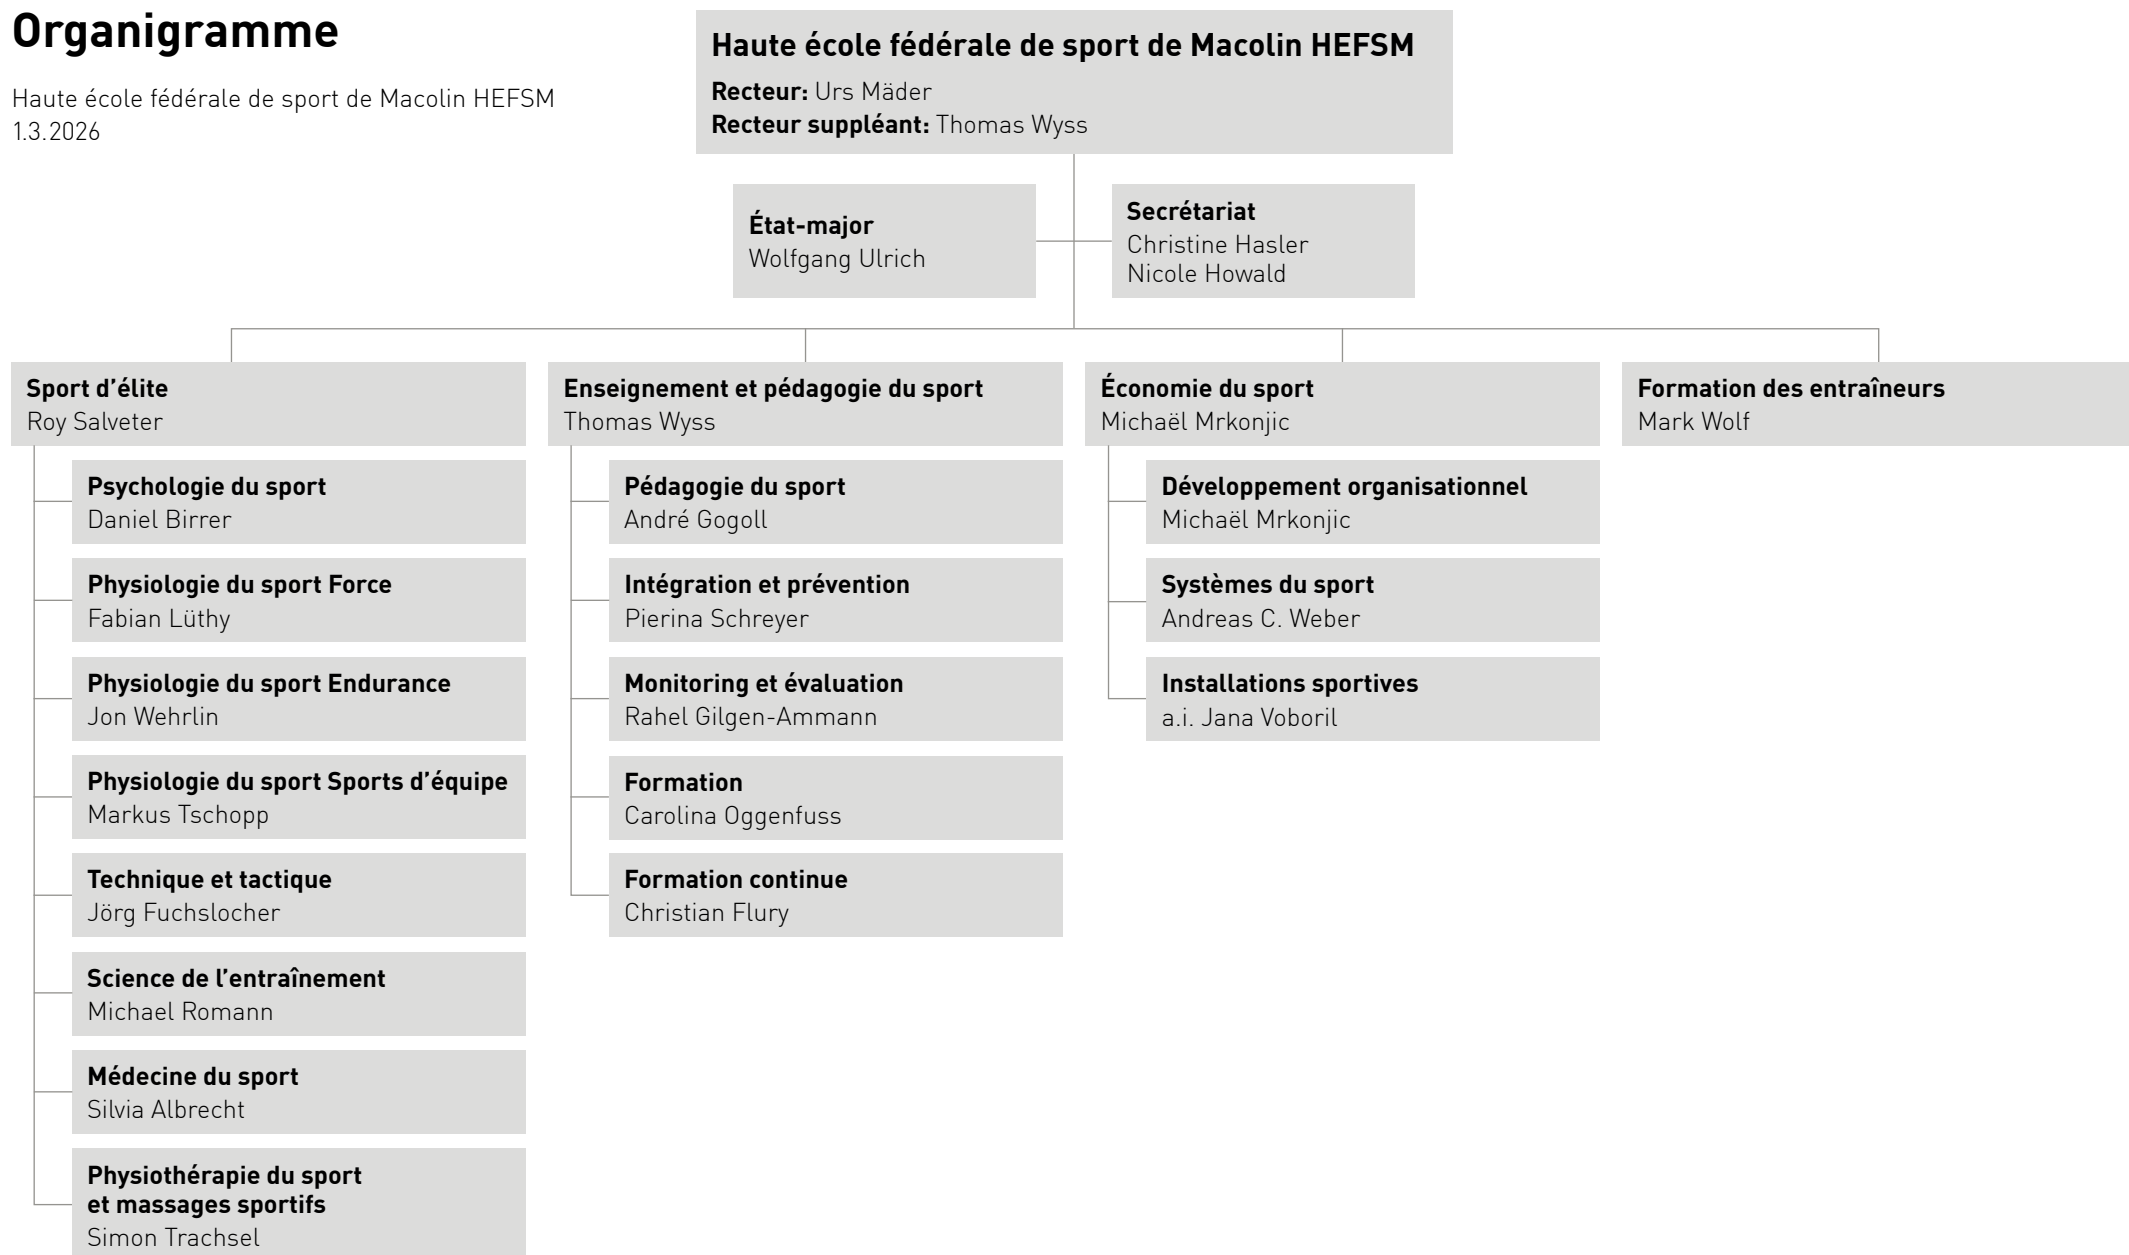 Organigramme
Haute école fédérale de sport de Macolin HEFSM
1.3.2026
Haute école fédérale de sport de Macolin HEFSM
Recteur: Urs Mäder
Recteur suppléant: Thomas Wyss
État-major
Wolfgang Ulrich
Secrétariat
Christine Hasler
Nicole Howald
Sport d’élite
Roy Salveter
Psychologie du sport
Daniel Birrer
Physiologie du sport Force
Fabian Lüthy
Physiologie du sport Endurance
Jon Wehrlin
Physiologie du sport Sports d’équipe
Markus Tschopp
Technique et tactique
Jörg Fuchslocher
Science de l’entraînement
Michael Romann
Médecine du sport
Silvia Albrecht
Physiothérapie du sport
et massages sportifs
Simon Trachsel
Enseignement et pédagogie du sport
Thomas Wyss
Pédagogie du sport
André Gogoll
Intégration et prévention
Pierina Schreyer
Monitoring et évaluation
Rahel Gilgen-Ammann
Formation
Carolina Oggenfuss
Formation continue
Christian Flury
Économie du sport
Michaël Mrkonjic
Développement organisationnel
Michaël Mrkonjic
Systèmes du sport
Andreas C. Weber
Installations sportives
a.i. Jana Voboril
Formation des entraîneurs
Mark Wolf